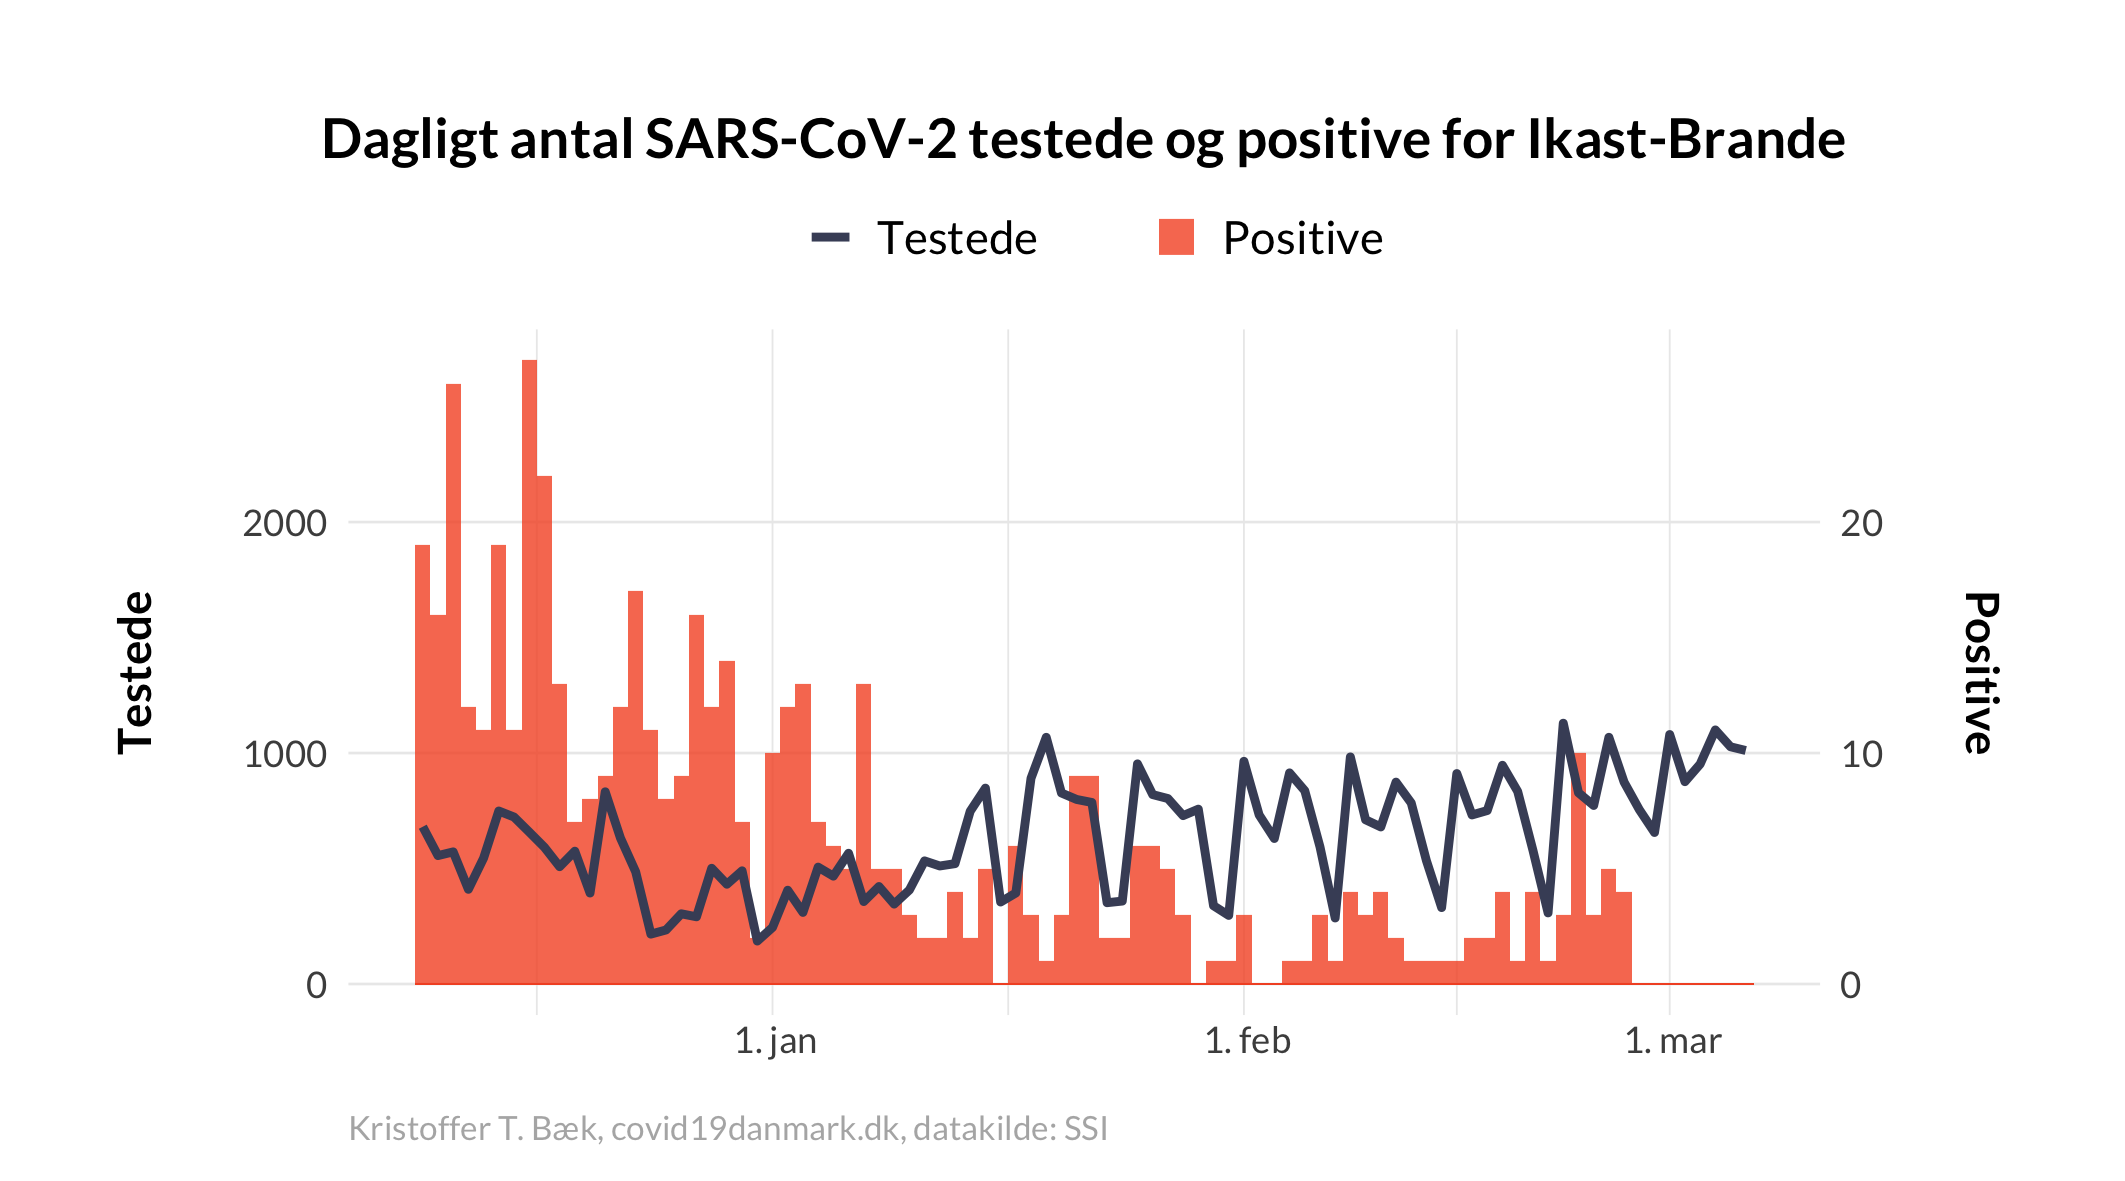 Dagligt antal SARS-CoV-2 testede og positive for Ikast-Brande
Testede Positive
2000 20
1000 10
0 0
Testede
Positive
1. jan 1. feb 1. mar
Kristoffer T. Bæk, covid19danmark.dk, datakilde: SSI